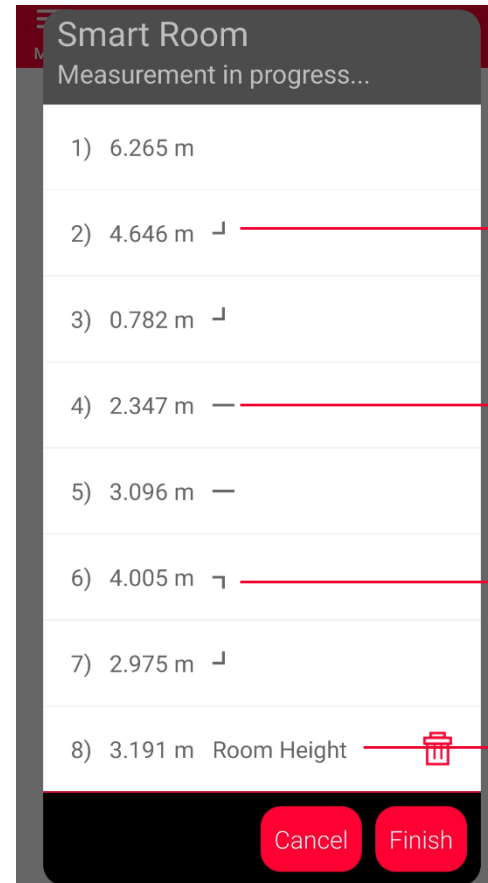 Smart Room
Measurement in progress...
1) 6.265 m
2) 4.646 m
3) 0.782 m
4) 2.347 m
5) 3.096 m
6) 4.005 m
7) 2.975 m
8) 3.191 m Room Height
Cancel Finish